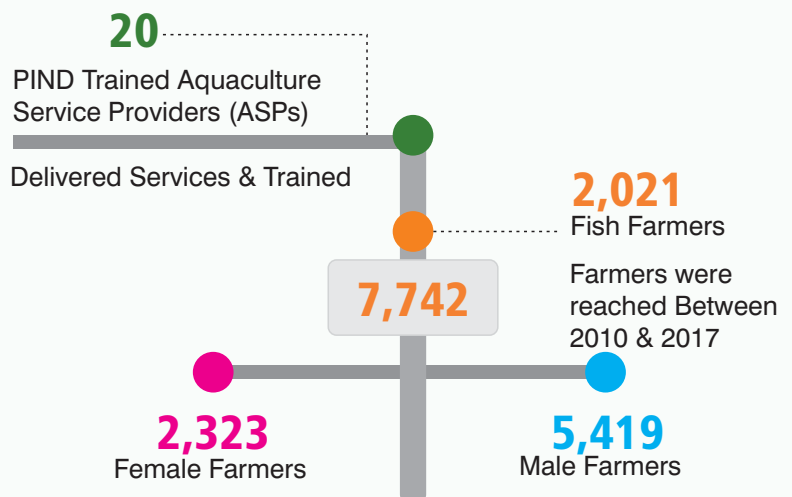 20
PIND Trained Aquaculture
Service Providers (ASPs)
Delivered Services & Trained
2,021
Fish Farmers
7,742
Farmers were
reached Between
2010 & 2017
2,323
Female Farmers
5,419
Male Farmers